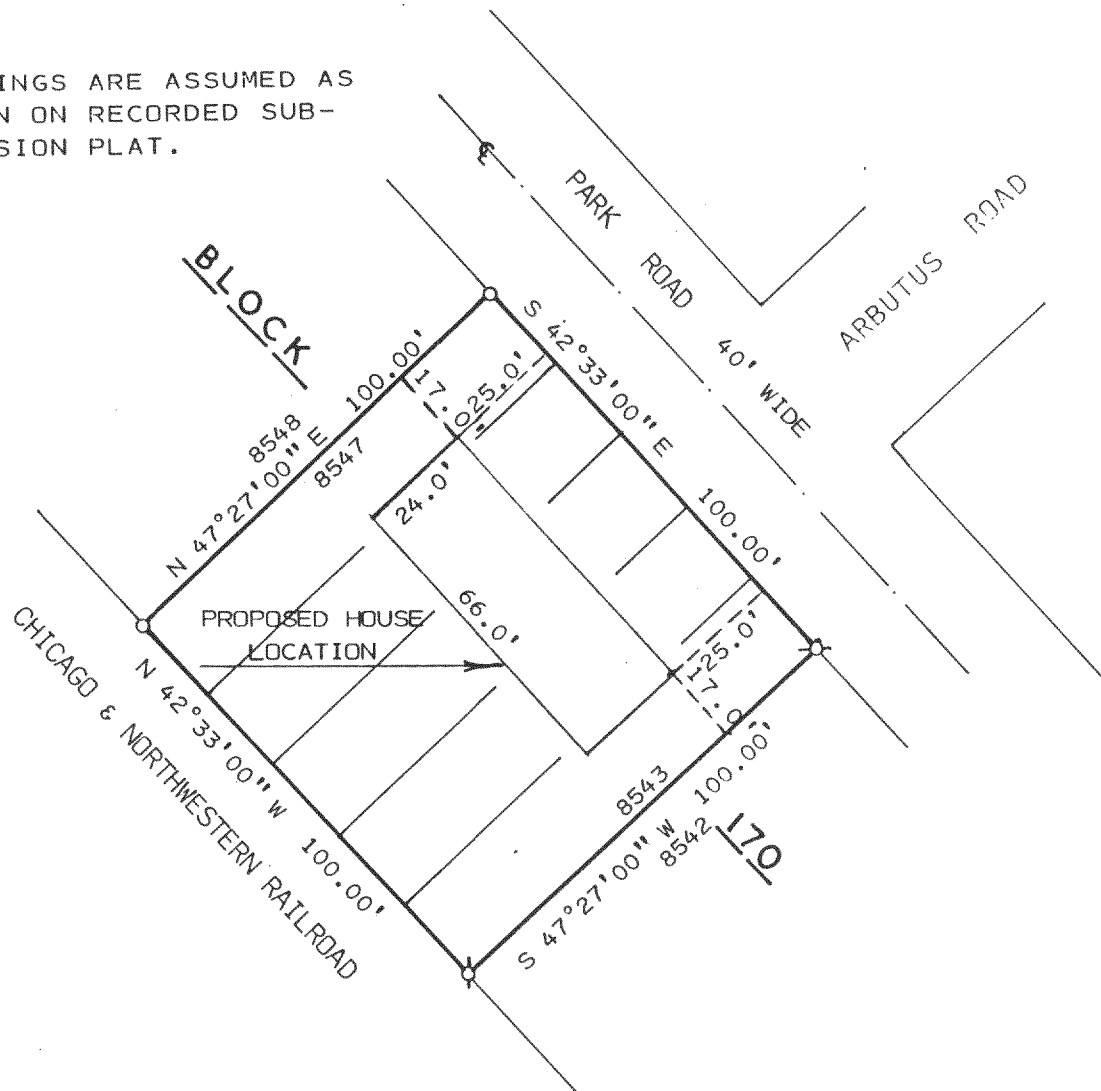 INGS ARE ASSUMED AS
N ON RECORDED SUB-
SION PLAT.
℄
PARK ROAD 40' WIDE
ARBUTUS ROAD
BLOCK
S 42°33'00" E 100.00'
8548
N 47°27'00" E 100.00'
8547
17.0'
25.0'
24.0'
66.0'
PROPOSED HOUSE
LOCATION
25.0'
17.0'
N 42°33'00" W 100.00'
CHICAGO & NORTHWESTERN RAILROAD
8543
S 47°27'00" W 100.00'
8542
170